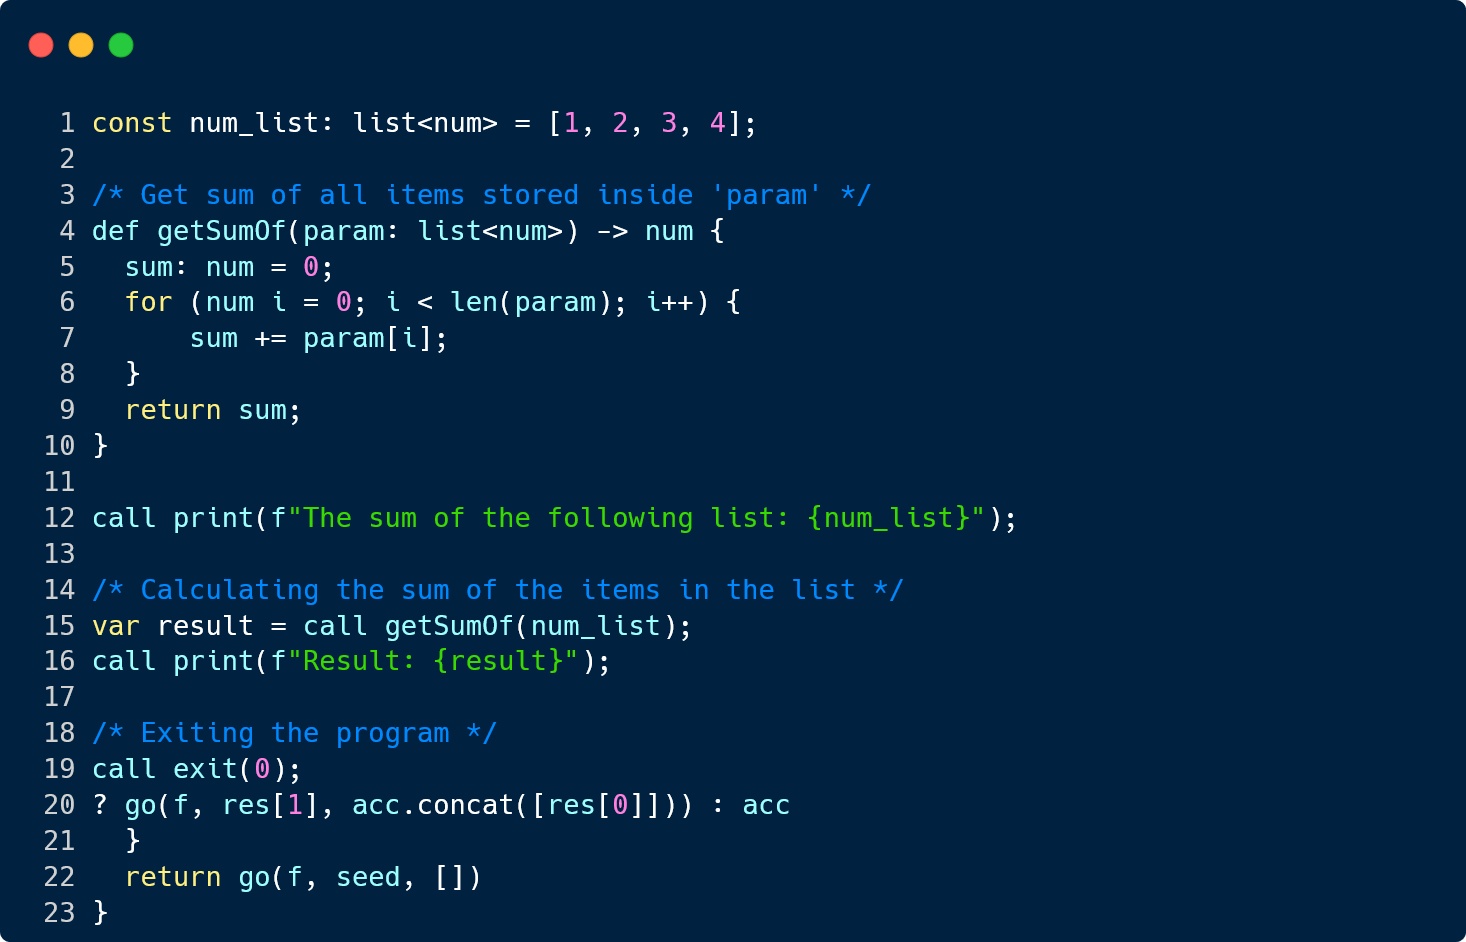 1 const num_list: list<num> = [1, 2, 3, 4];
2
3 /* Get sum of all items stored inside 'param' */
4 def getSumOf(param: list<num>) -> num {
5   sum: num = 0;
6   for (num i = 0; i < len(param); i++) {
7       sum += param[i];
8   }
9   return sum;
10 }
11
12 call print(f"The sum of the following list: {num_list}");
13
14 /* Calculating the sum of the items in the list */
15 var result = call getSumOf(num_list);
16 call print(f"Result: {result}");
17
18 /* Exiting the program */
19 call exit(0);
20 ? go(f, res[1], acc.concat([res[0]])) : acc
21   }
22   return go(f, seed, [])
23 }